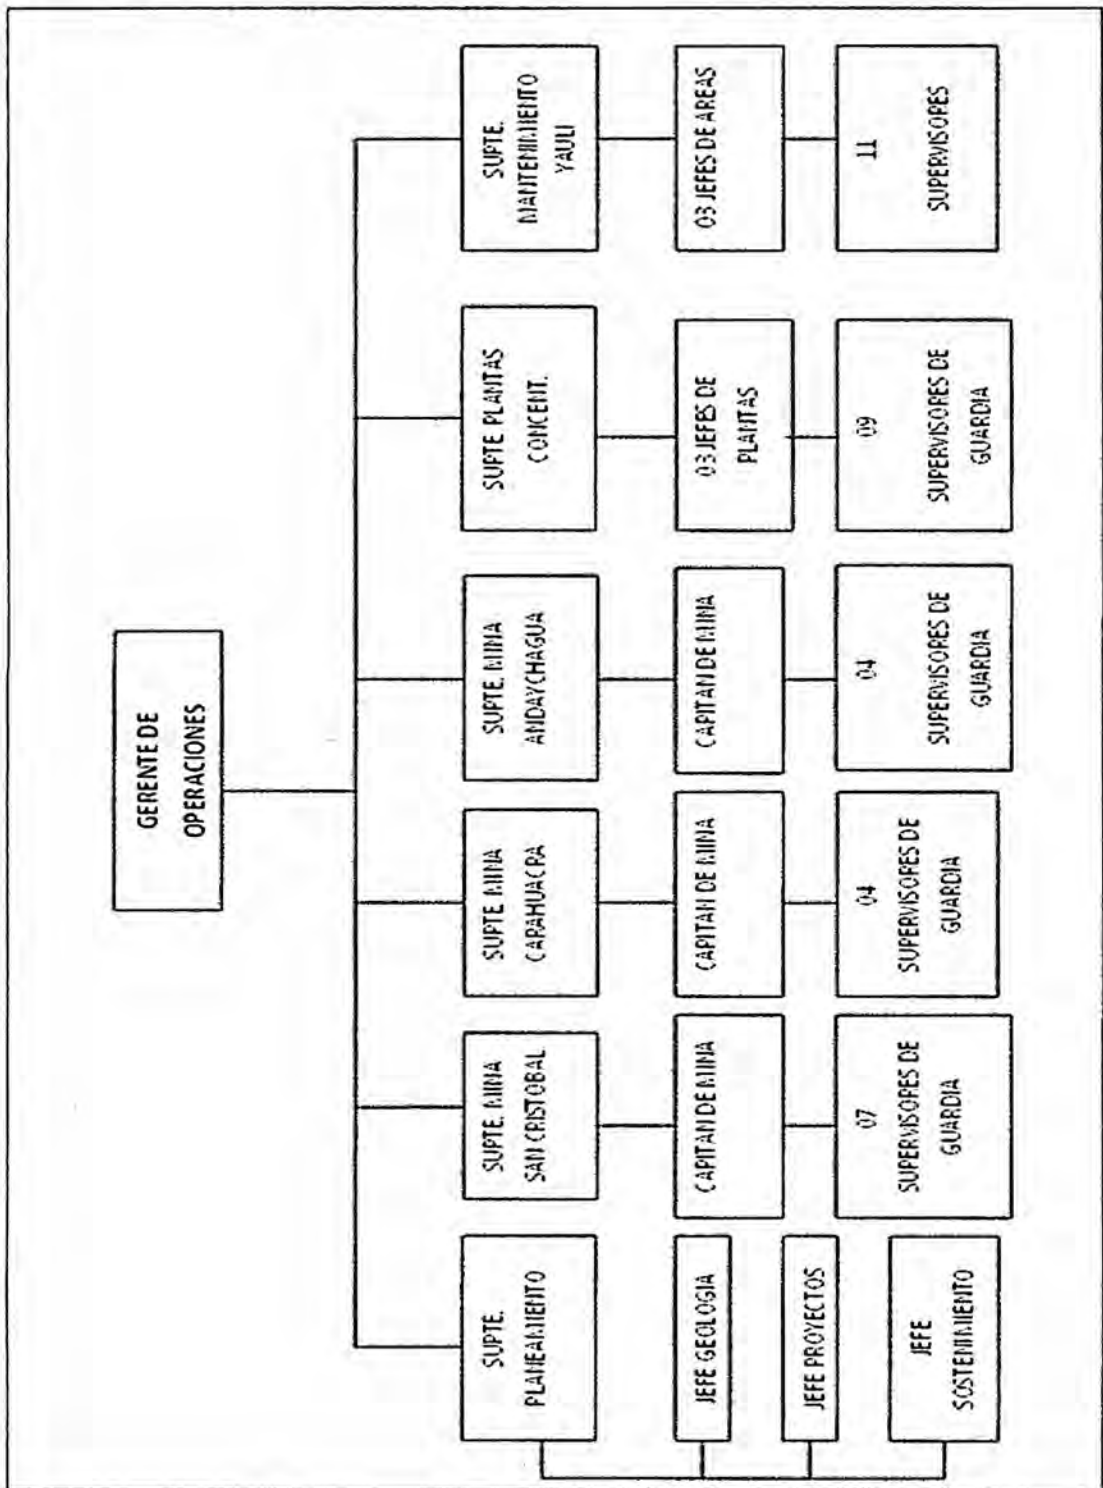 GERENTE DE
OPERACIONES
SUPTE.
PLANEAMIENTO
SUPTE. MINA
SAN CRISTOBAL
SUPTE. MINA
CARAHUACRA
SUPTE. MINA
ANDAYCHAGUA
SUPTE PLANTAS
CONCENT.
SUPTE.
MANTENIMIENTO
YAULI
JEFE GEOLOGIA
CAPITAN DE MINA
CAPITAN DE MINA
CAPITAN DE MINA
03 JEFES DE
PLANTAS
03 JEFES DE AREAS
JEFE PROYECTOS
JEFE
SOSTENIMIENTO
07
SUPERVISORES DE
GUARDIA
04
SUPERVISORES DE
GUARDIA
04
SUPERVISORES DE
GUARDIA
09
SUPERVISORES DE
GUARDIA
11
SUPERVISORES